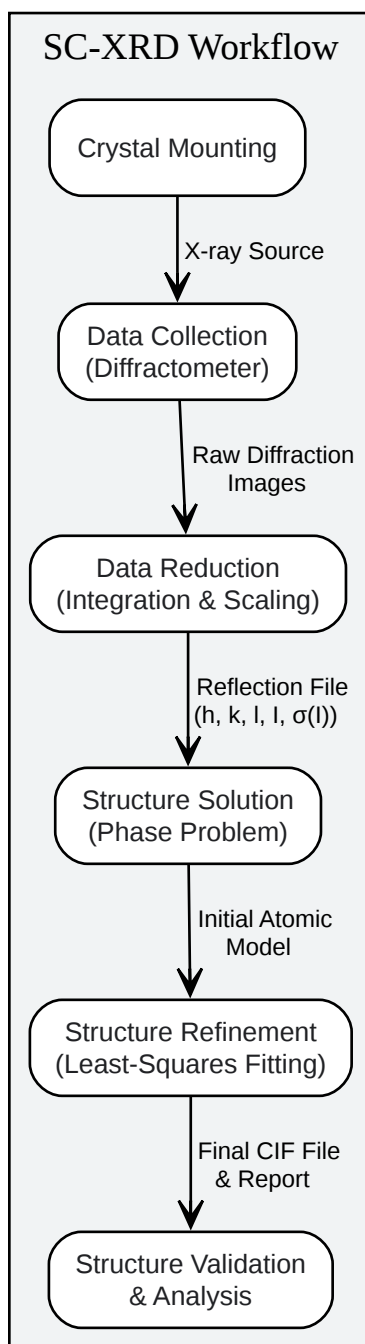 SC-XRD Workflow
Crystal Mounting
X-ray Source
Data Collection
(Diffractometer)
Raw Diffraction
Images
Data Reduction
(Integration & Scaling)
Reflection File
(h, k, l, I, σ(I))
Structure Solution
(Phase Problem)
Initial Atomic
Model
Structure Refinement
(Least-Squares Fitting)
Final CIF File
& Report
Structure Validation
& Analysis